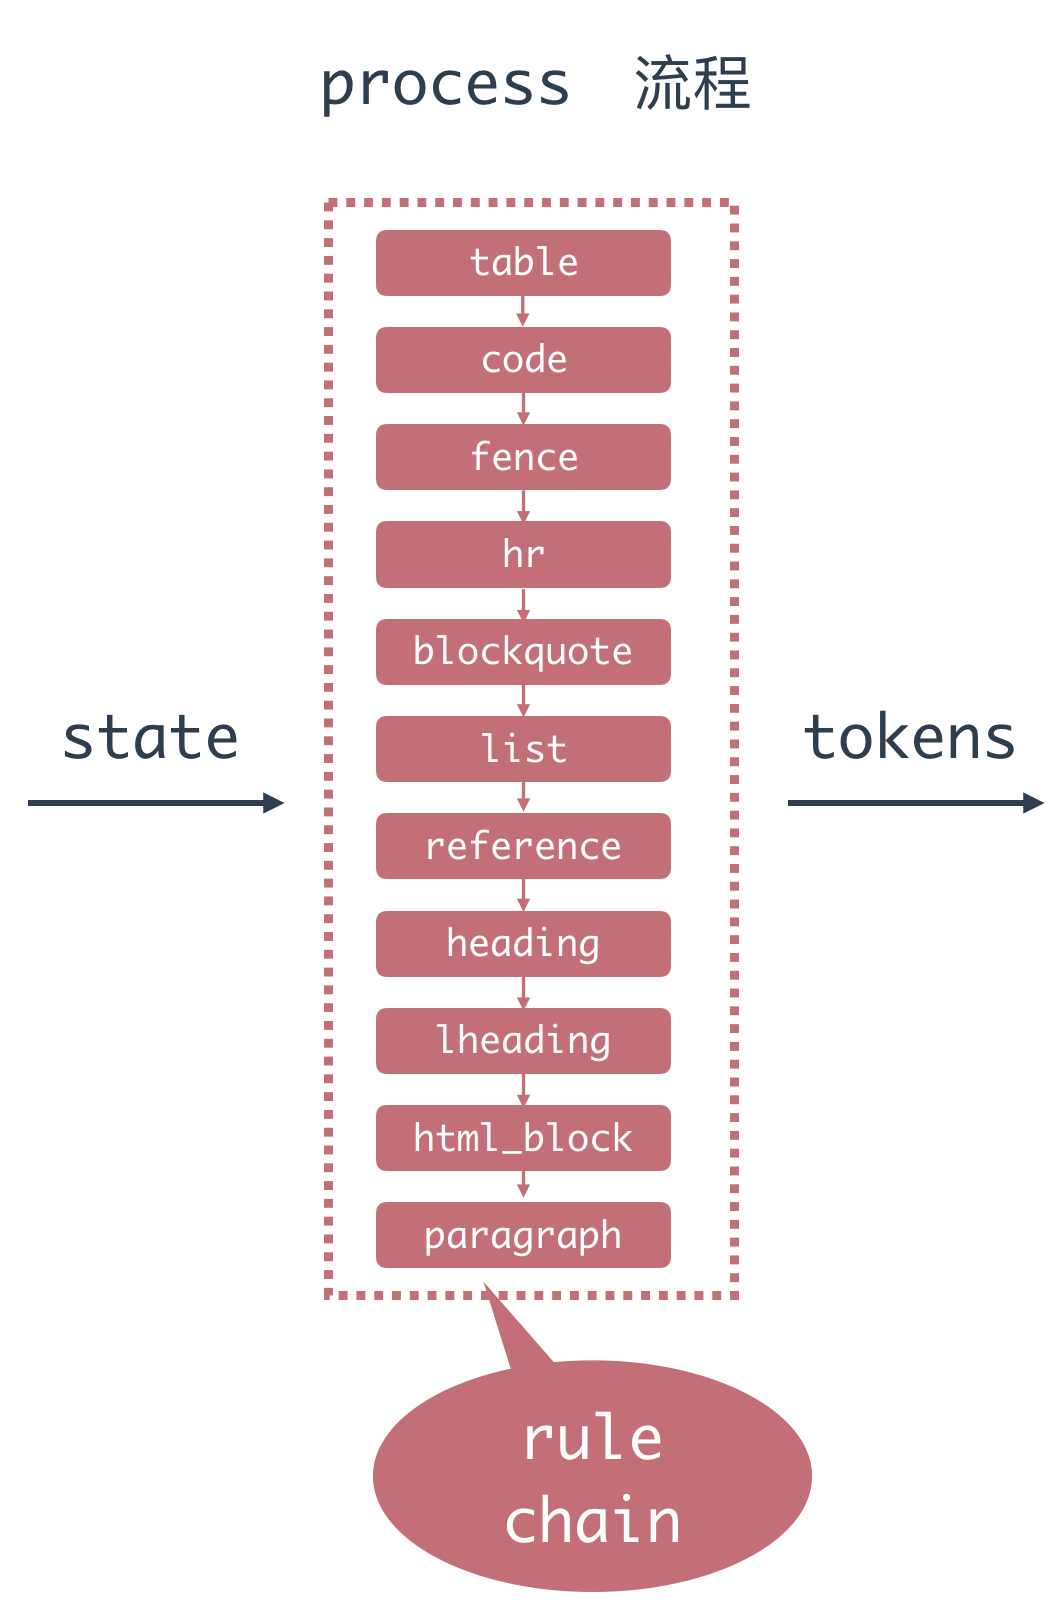 process 流程
table
code
fence
hr
blockquote
list
reference
heading
lheading
html_block
paragraph
state
tokens
rule
chain